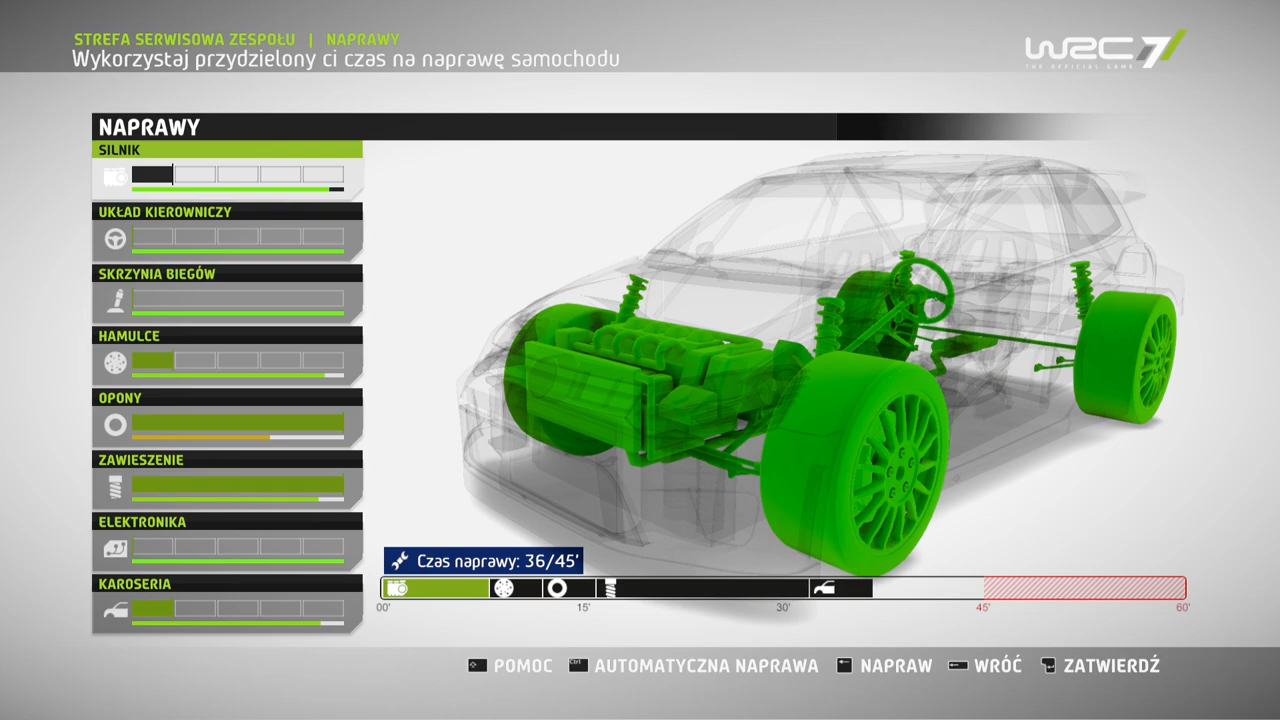 STREFA SERWISOWA ZESPOŁU | NAPRAWY
Wykorzystaj przydzielony ci czas na naprawę samochodu
WRC 7
THE OFFICIAL GAME
NAPRAWY
SILNIK
UKŁAD KIEROWNICZY
SKRZYNIA BIEGÓW
HAMULCE
OPONY
ZAWIESZENIE
ELEKTRONIKA
KAROSERIA
Czas naprawy: 36/45'
00' 15' 30' 45' 60'
POMOC Ctrl AUTOMATYCZNA NAPRAWA NAPRAW WRÓĆ ZATWIERDŹ